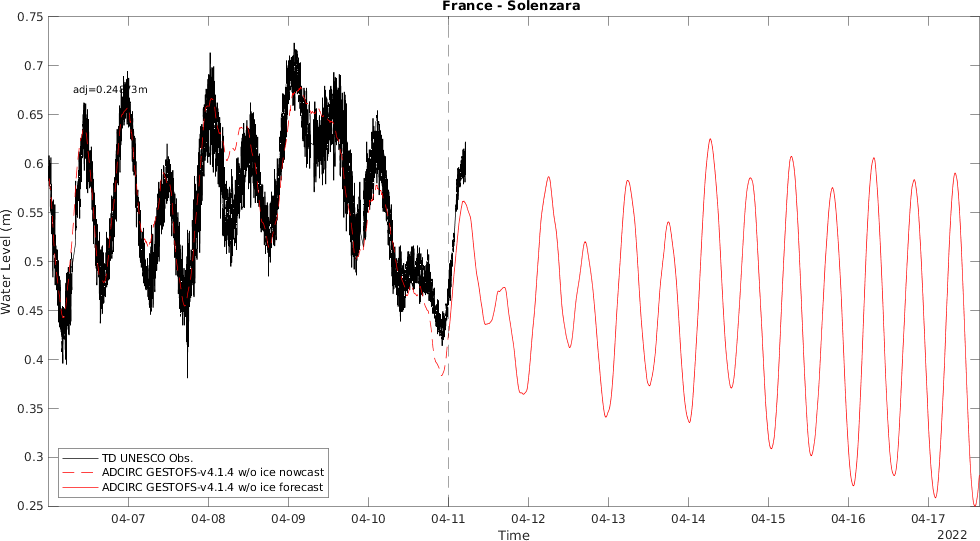 France - Solenzara
0.75
0.7
0.65
0.6
0.55
0.5
0.45
0.4
0.35
0.3
0.25
Water Level (m)
TD UNESCO Obs.
ADCIRC GESTOFS-v4.1.4 w/o ice nowcast
ADCIRC GESTOFS-v4.1.4 w/o ice forecast
04-07 04-08 04-09 04-10 04-11 04-12 04-13 04-14 04-15 04-16 04-17
Time
2022